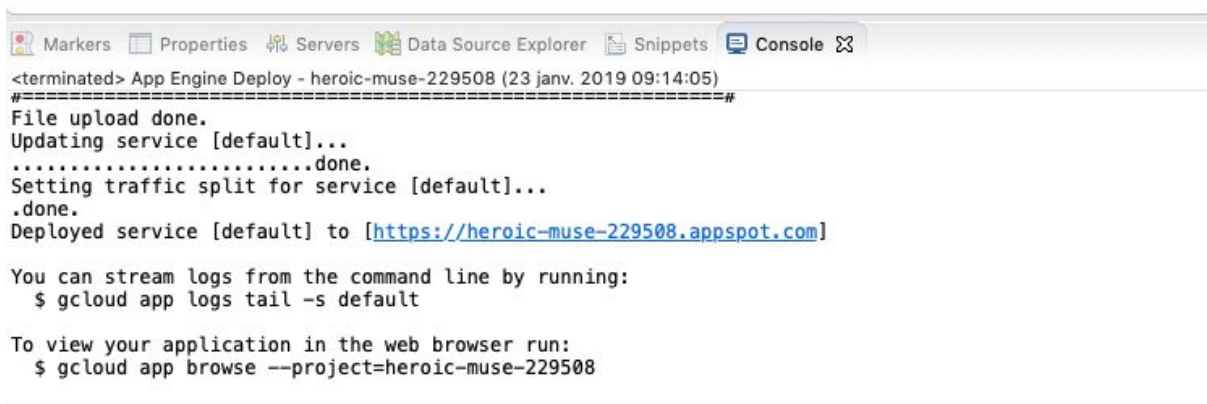 Markers Properties Servers Data Source Explorer Snippets Console
<terminated> App Engine Deploy - heroic-muse-229508 (23 janv. 2019 09:14:05)
#============================================================#
File upload done.
Updating service [default]...
..........................done.
Setting traffic split for service [default]...
.done.
Deployed service [default] to [https://heroic-muse-229508.appspot.com]
You can stream logs from the command line by running:
$ gcloud app logs tail -s default
To view your application in the web browser run:
$ gcloud app browse --project=heroic-muse-229508